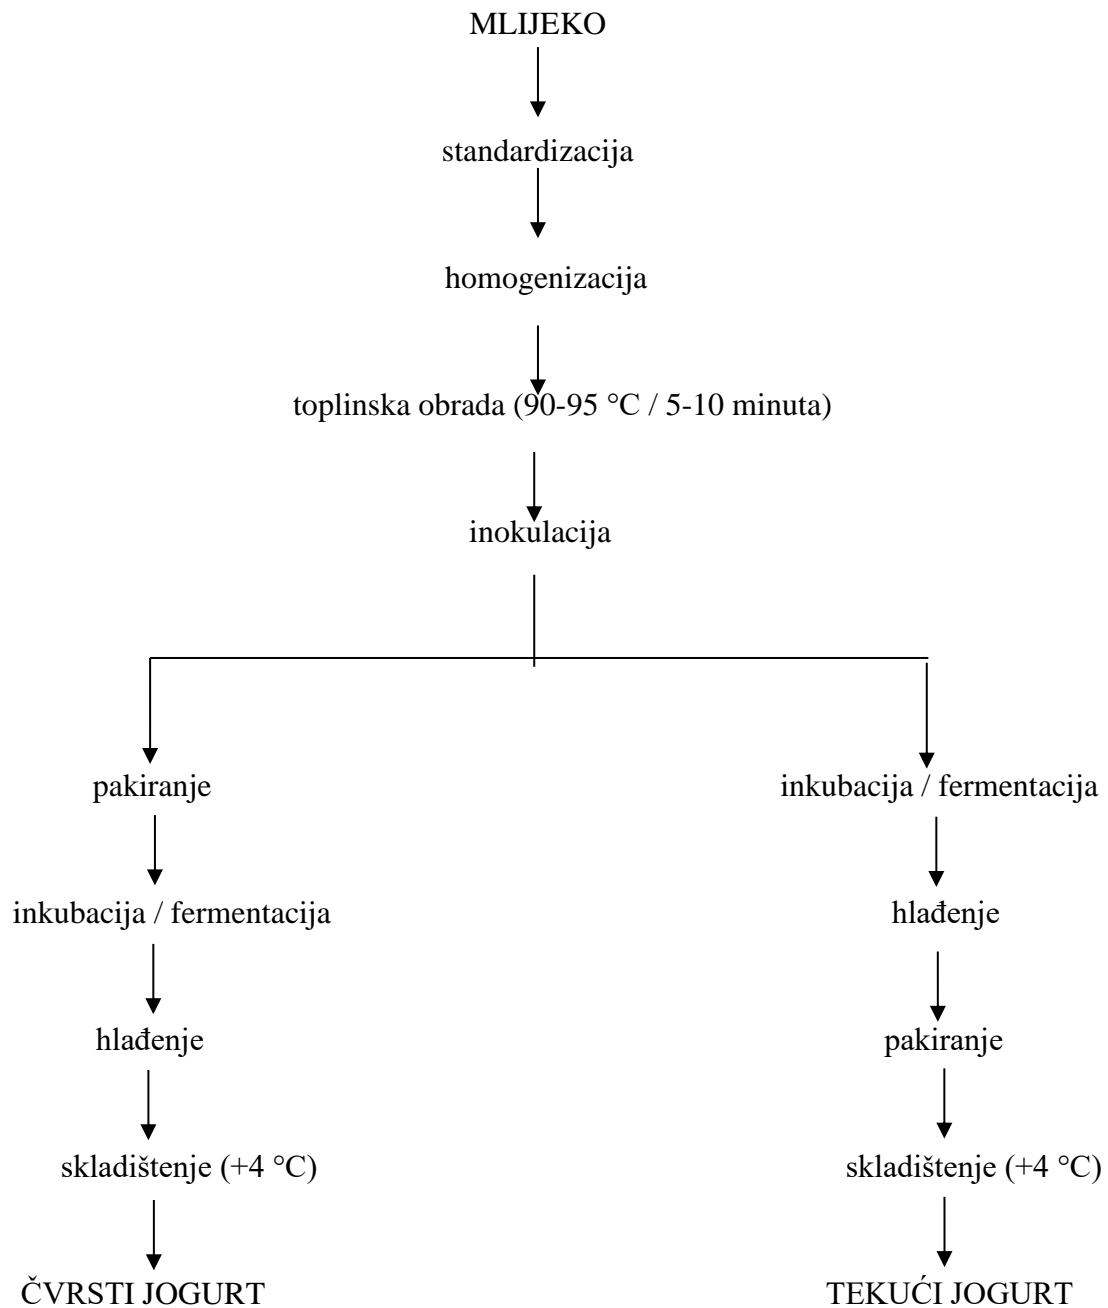 MLIJEKO
standardizacija
homogenizacija
toplinska obrada (90-95 °C / 5-10 minuta)
inokulacija
pakiranje
inkubacija / fermentacija
hlađenje
skladištenje (+4 °C)
ČVRSTI JOGURT
inkubacija / fermentacija
hlađenje
pakiranje
skladištenje (+4 °C)
TEKUĆI JOGURT